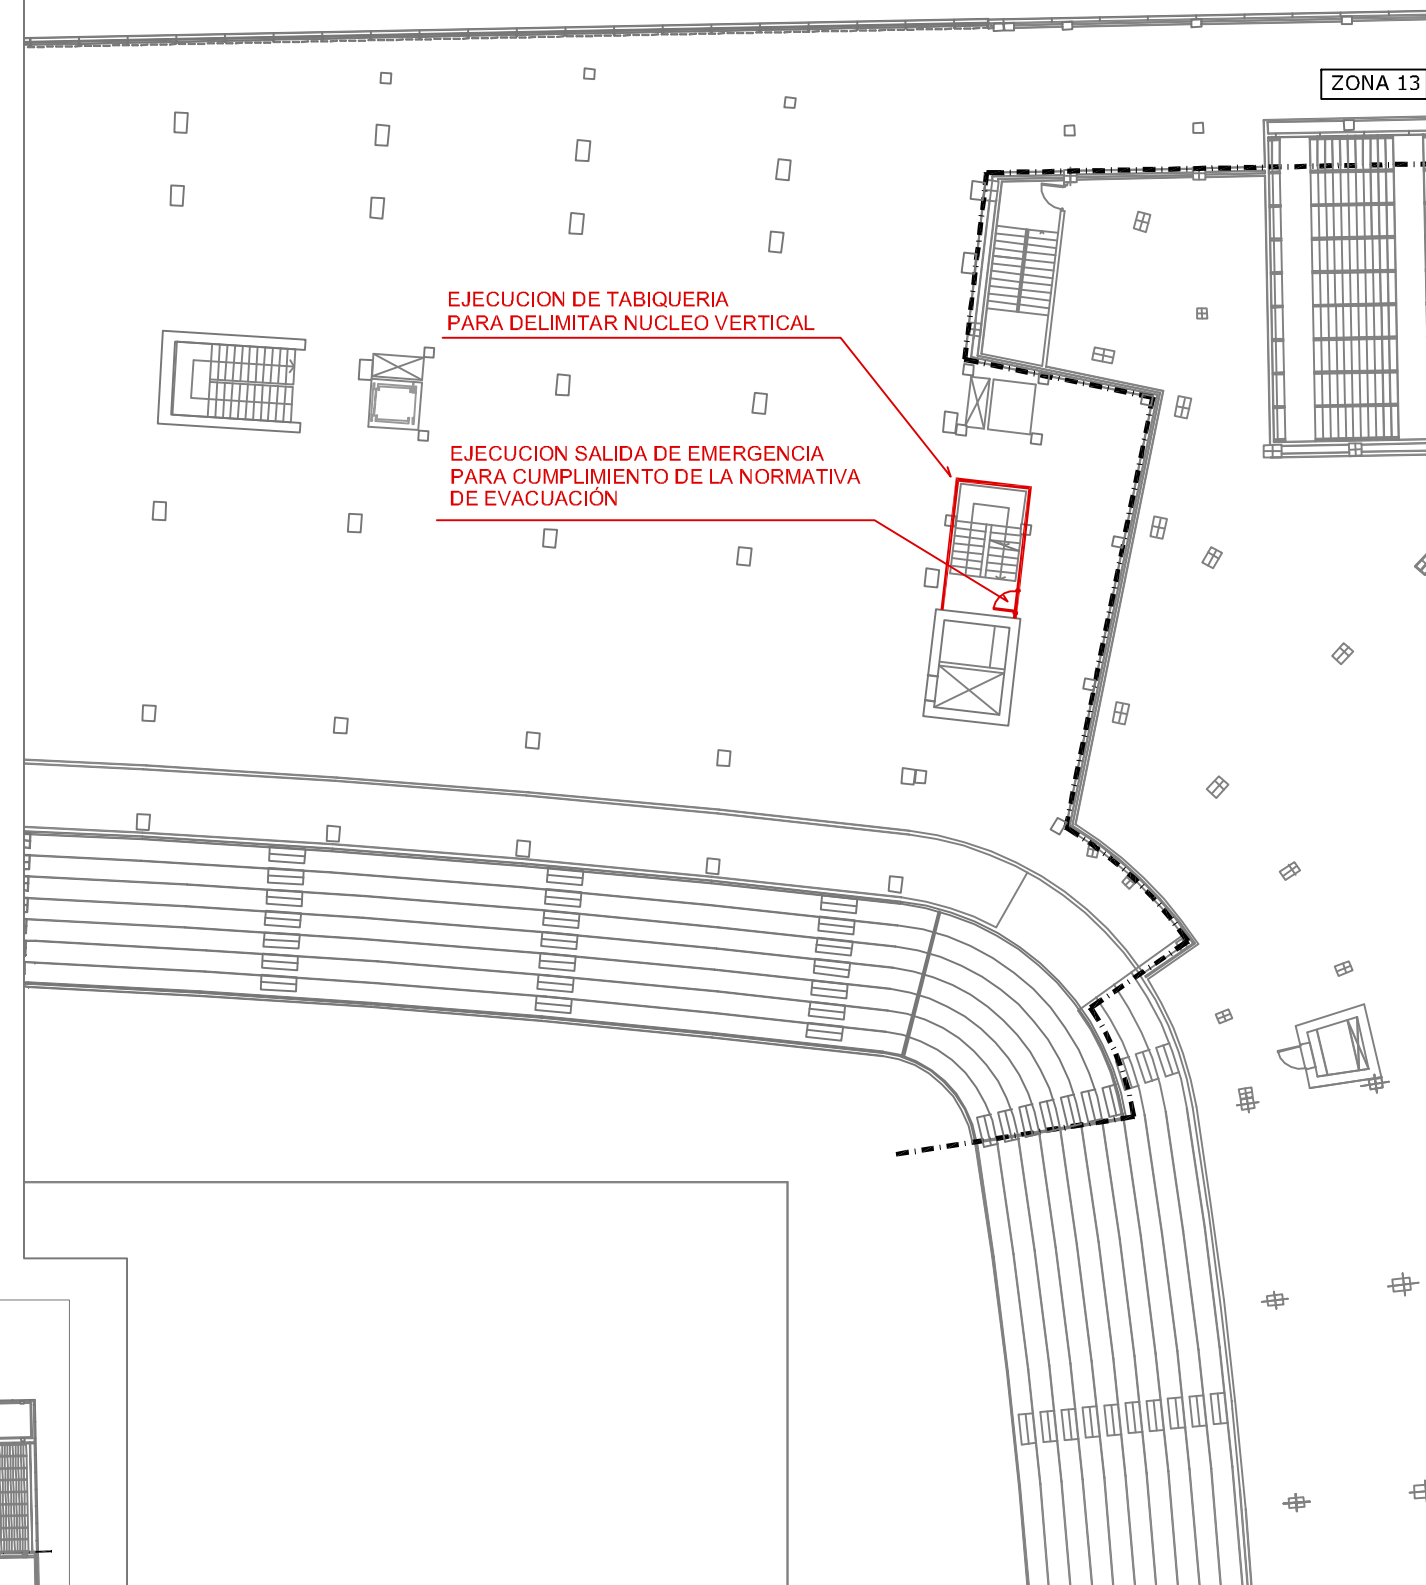 ZONA 13
EJECUCION DE TABIQUERIA
PARA DELIMITAR NUCLEO VERTICAL
EJECUCION SALIDA DE EMERGENCIA
PARA CUMPLIMIENTO DE LA NORMATIVA
DE EVACUACIÓN